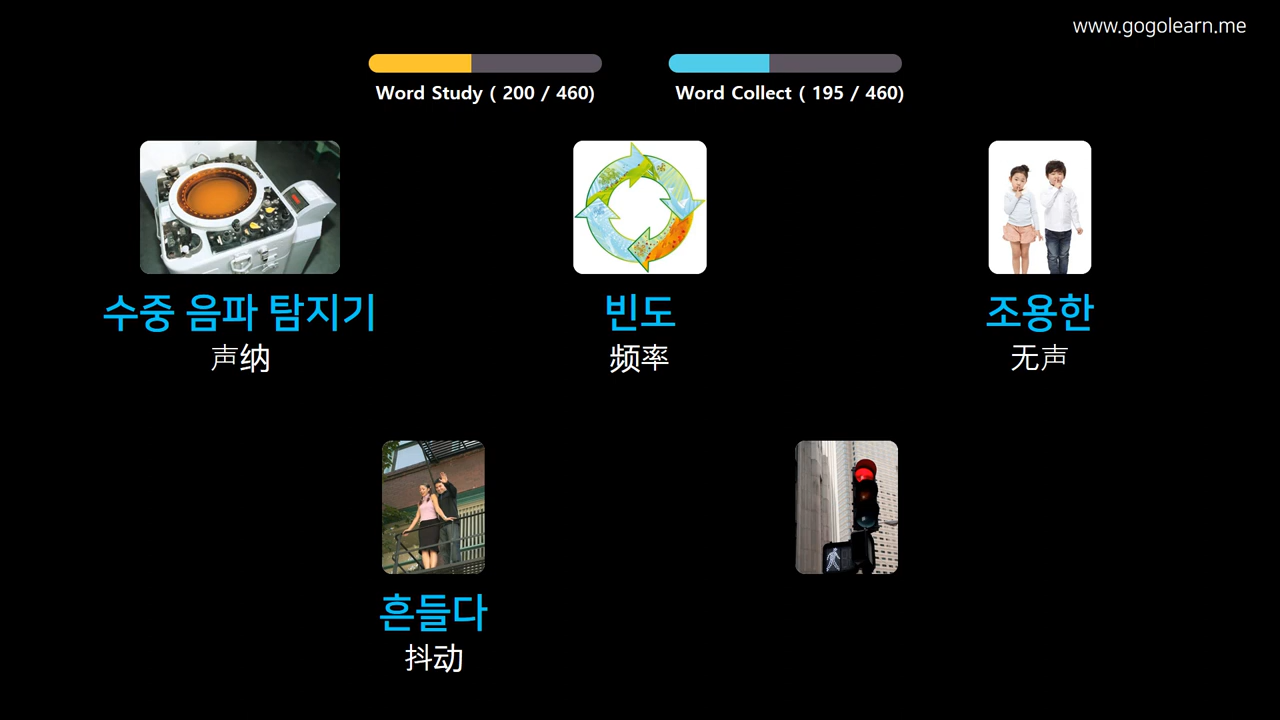 www.gogolearn.me
Word Study ( 200 / 460)
Word Collect ( 195 / 460)
수중 음파 탐지기
声纳
빈도
频率
조용한
无声
흔들다
抖动